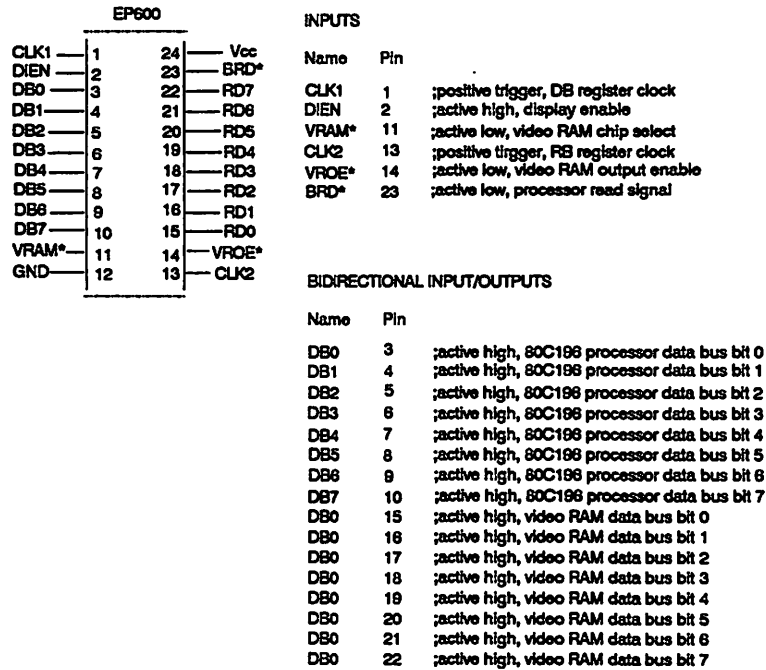 EP600
CLK1 1 24 Vcc
DIEN 2 23 BRD*
DB0 3 22 RD7
DB1 4 21 RD6
DB2 5 20 RD5
DB3 6 19 RD4
DB4 7 18 RD3
DB5 8 17 RD2
DB6 9 16 RD1
DB7 10 15 RD0
VRAM* 11 14 VROE*
GND 12 13 CLK2
INPUTS
Name Pin
CLK1 1 ;positive trigger, DB register clock
DIEN 2 ;active high, display enable
VRAM* 11 ;active low, video RAM chip select
CLK2 13 ;positive tirgger, RB register clock
VROE* 14 ;active low, video RAM output enable
BRD* 23 ;active low, processor read signal
BIDIRECTIONAL INPUT/OUTPUTS
Name Pin
DB0 3 ;active high, 80C196 processor data bus bit 0
DB1 4 ;active high, 80C196 processor data bus bit 1
DB2 5 ;active high, 80C196 processor data bus bit 2
DB3 6 ;active high, 80C196 processor data bus bit 3
DB4 7 ;active high, 80C196 processor data bus bit 4
DB5 8 ;active high, 80C196 processor data bus bit 5
DB6 9 ;active high, 80C196 processor data bus bit 6
DB7 10 ;active high, 80C196 processor data bus bit 7
DB0 15 ;active high, video RAM data bus bit 0
DB0 16 ;active high, video RAM data bus bit 1
DB0 17 ;active high, video RAM data bus bit 2
DB0 18 ;active high, video RAM data bus bit 3
DB0 19 ;active high, video RAM data bus bit 4
DB0 20 ;active high, video RAM data bus bit 5
DB0 21 ;active high, video RAM data bus bit 6
DB0 22 ;active high, video RAM data bus bit 7